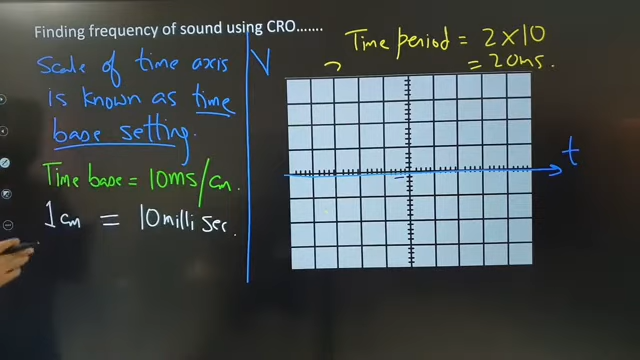 Finding frequency of sound using CRO.......
Scale of time axis
is known as time
base setting.
Time base = 10ms/cm.
1 cm = 10 milli sec.
V
Time period = 2 × 10
= 20ms.
t